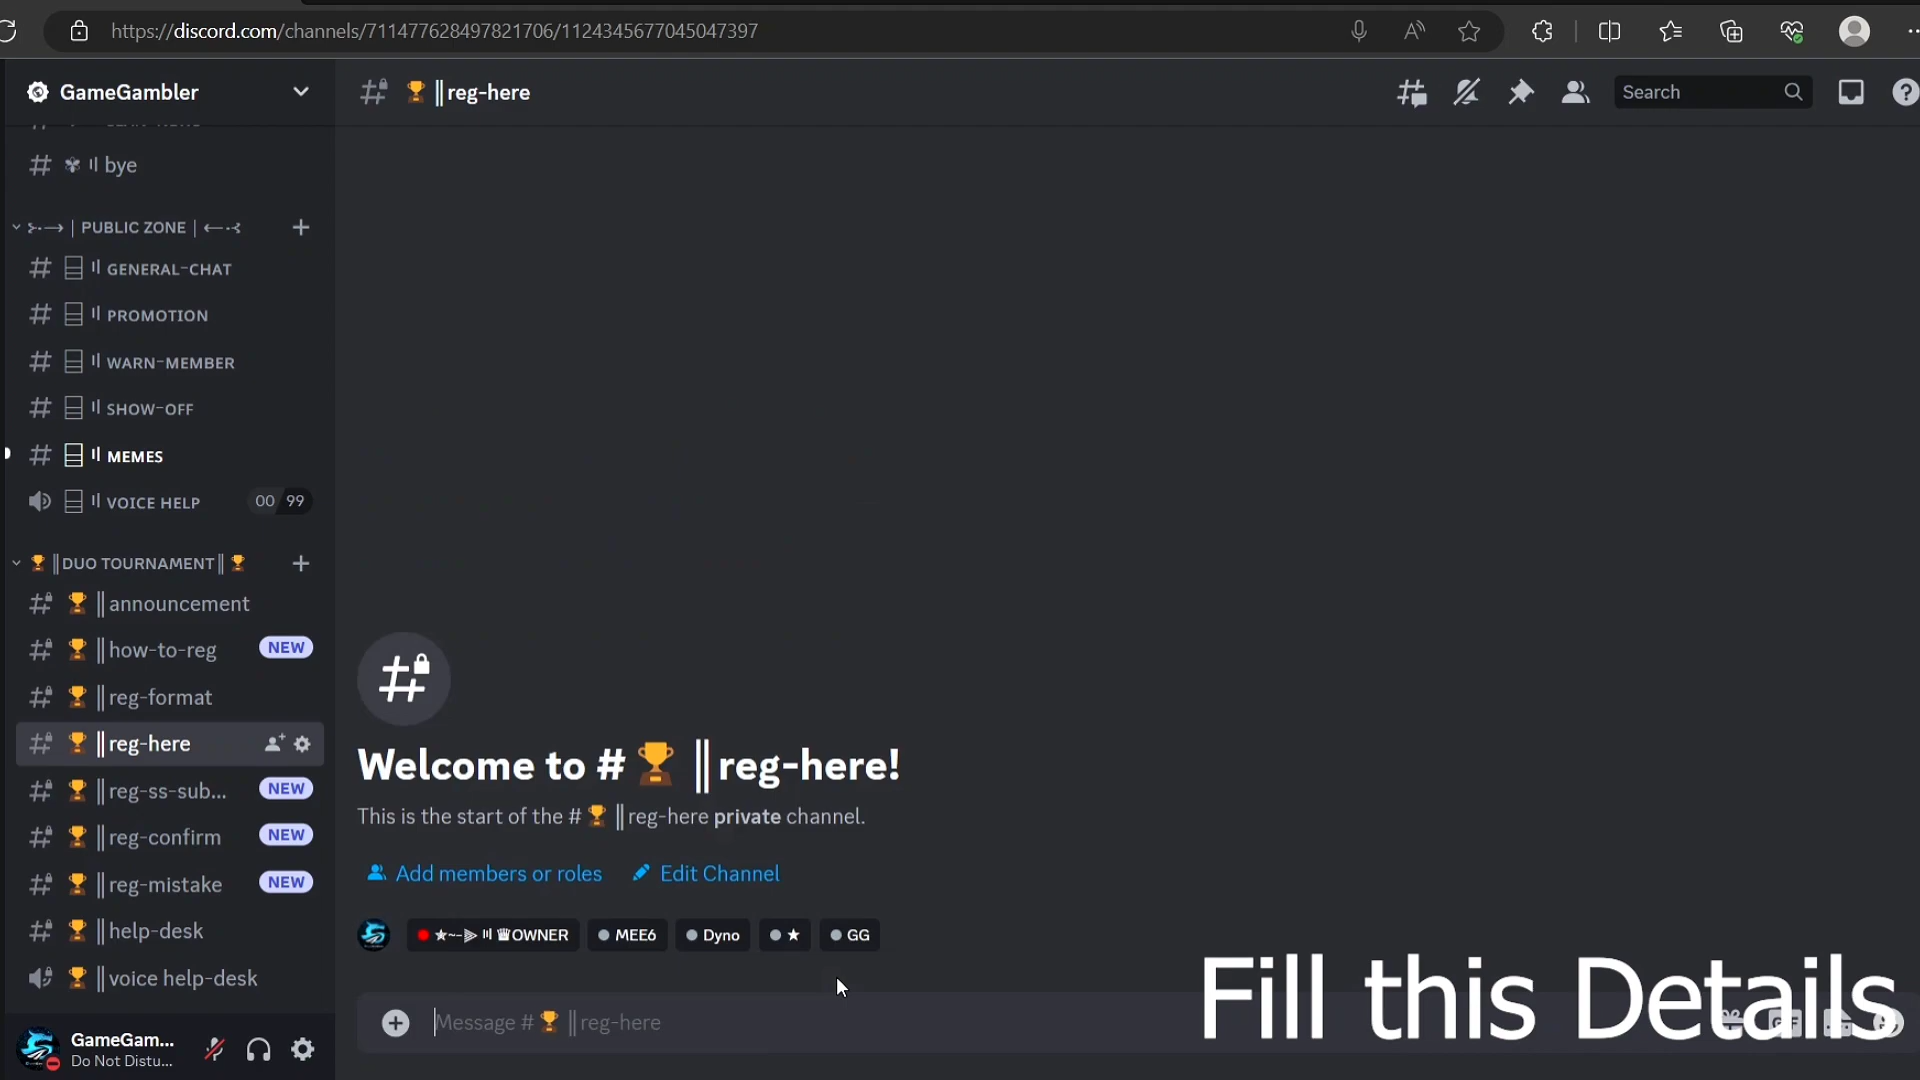 https://discord.com/channels/711477628497821706/1124345677045047397
GameGambler
bye
PUBLIC ZONE
GENERAL-CHAT
PROMOTION
WARN-MEMBER
SHOW-OFF
MEMES
VOICE HELP 00 99
🏆║DUO TOURNAMENT║🏆
🏆║announcement
🏆║how-to-reg NEW
🏆║reg-format
🏆║reg-here
🏆║reg-ss-sub... NEW
🏆║reg-confirm NEW
🏆║reg-mistake NEW
🏆║help-desk
🏆║voice help-desk
GameGam...
Do Not Distu...
🏆║reg-here
Search
Welcome to #🏆║reg-here!
This is the start of the #🏆║reg-here private channel.
Add members or roles Edit Channel
OWNER MEE6 Dyno ★ GG
Message #🏆║reg-here
Fill this Details